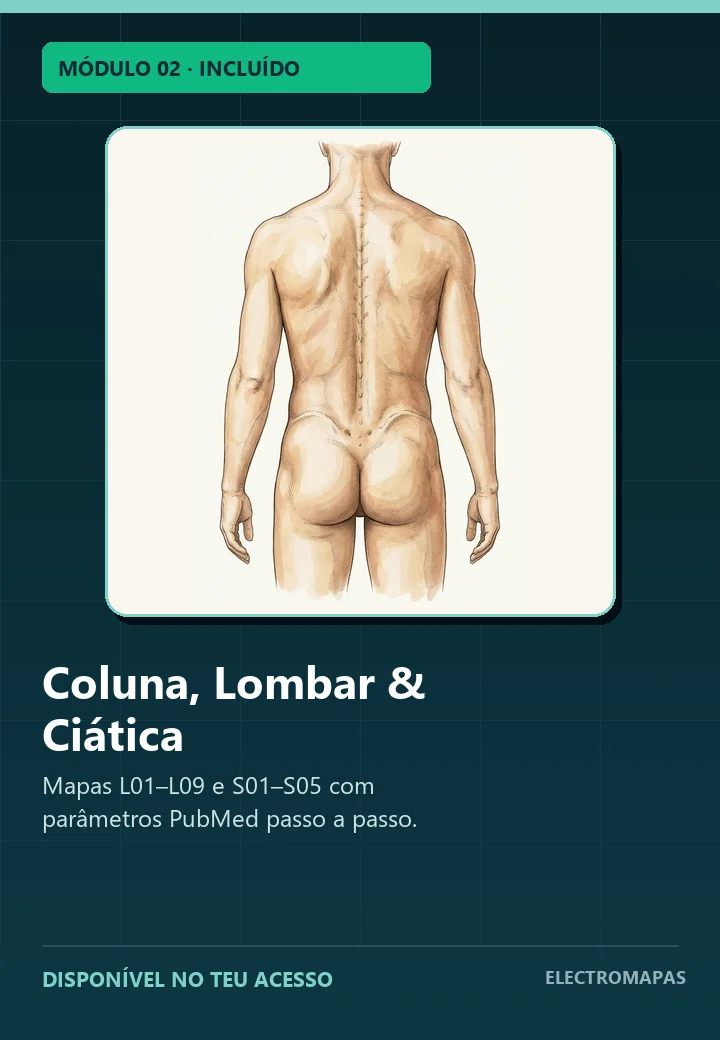 MÓDULO 02 · INCLUÍDO
Coluna, Lombar &
Ciática
Mapas L01–L09 e S01–S05 com
parâmetros PubMed passo a passo.
DISPONÍVEL NO TEU ACESSO
ELECTROMAPAS